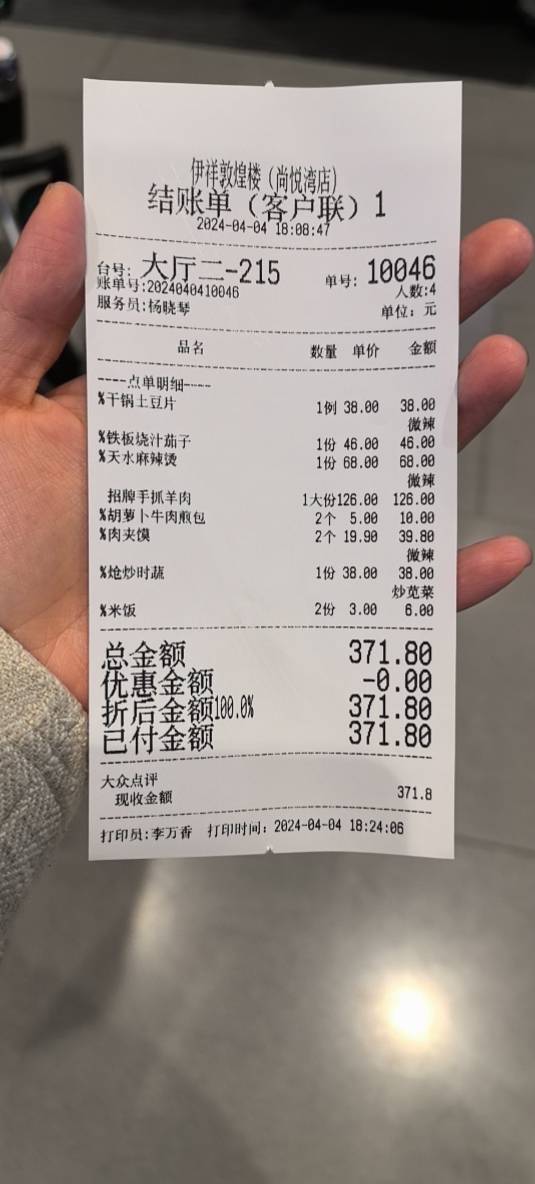 伊祥敦煌楼（尚悦湾店）
结账单（客户联）1
2024-04-04 18:08:47
台号: 大厅二-215 单号: 10046
账单号:2024040410046 人数:4
服务员:杨晓琴 单位: 元
品名 数量 单价 金额
----点单明细----
%干锅土豆片 1例 38.00 38.00
微辣
%铁板烧汁茄子 1份 46.00 46.00
%天水麻辣烫 1份 68.00 68.00
微辣
招牌手抓羊肉 1大份126.00 126.00
%胡萝卜牛肉煎包 2个 5.00 10.00
%肉夹馍 2个 19.90 39.80
微辣
%炝炒时蔬 1份 38.00 38.00
炒苋菜
%米饭 2份 3.00 6.00
总金额 371.80
优惠金额 -0.00
折后金额100.0% 371.80
已付金额 371.80
大众点评
现收金额 371.8
打印员:李万香 打印时间: 2024-04-04 18:24:06